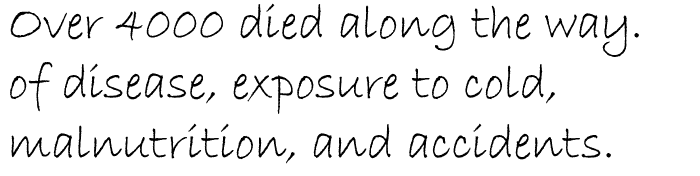 Over 4000 died along the way.
of disease, exposure to cold,
malnutrition, and accidents.